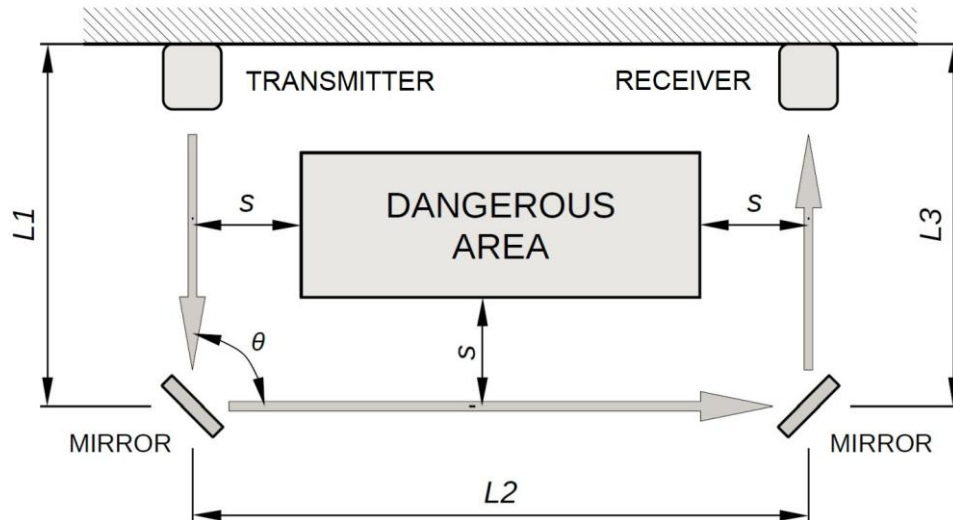 TRANSMITTER
RECEIVER
L1
s
DANGEROUS
AREA
s
L3
θ
s
MIRROR
MIRROR
L2